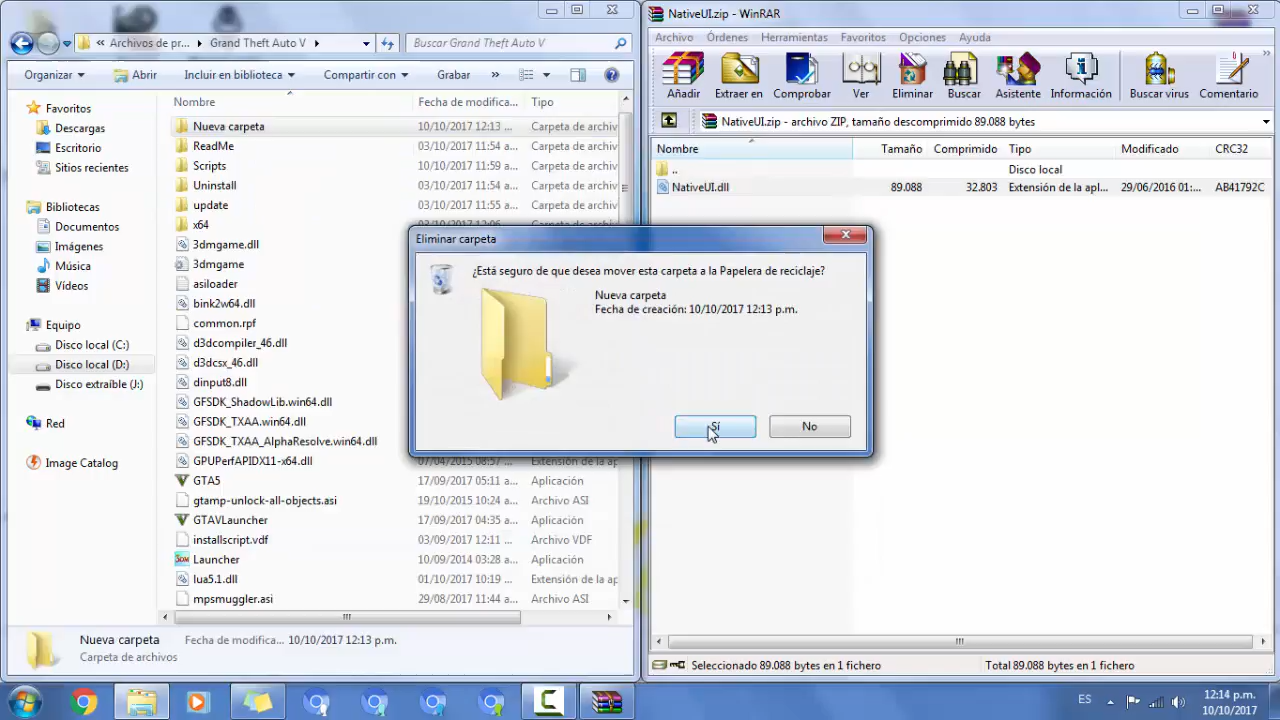 NativeUI.zip - WinRAR
Archivos de pr... Grand Theft Auto V
Buscar Grand Theft Auto V
Archivo Órdenes Herramientas Favoritos Opciones Ayuda
Organizar Abrir Incluir en biblioteca Compartir con Grabar »
Añadir Extraer en Comprobar Ver Eliminar Buscar Asistente Información Buscar virus Comentario
NativeUI.zip - archivo ZIP, tamaño descomprimido 89.088 bytes
Nombre Fecha de modifica... Tipo
Nombre Tamaño Comprimido Tipo Modificado CRC32
.. Disco local
NativeUI.dll 89.088 32.803 Extensión de la apl... 29/06/2016 01:... AB41792C
Favoritos
Descargas
Escritorio
Sitios recientes
Bibliotecas
Documentos
Imágenes
Música
Vídeos
Equipo
Disco local (C:)
Disco local (D:)
Disco extraíble (J:)
Red
Image Catalog
Nueva carpeta 10/10/2017 12:13 ... Carpeta de archiv
ReadMe 03/10/2017 11:54 a... Carpeta de archiv
Scripts 10/10/2017 11:59 a... Carpeta de archiv
Uninstall 03/10/2017 11:54 a... Carpeta de archiv
update 03/10/2017 11:55 a... Carpeta de archiv
x64
3dmgame.dll
3dmgame
asiloader
bink2w64.dll
common.rpf
d3dcompiler_46.dll
d3dcsx_46.dll
dinput8.dll
GFSDK_ShadowLib.win64.dll
GFSDK_TXAA.win64.dll
GFSDK_TXAA_AlphaResolve.win64.dll
GPUPerfAPIDX11-x64.dll 07/04/2015 08:57 ... Extensión de la ap
GTA5 17/09/2017 05:11 a... Aplicación
gtamp-unlock-all-objects.asi 19/10/2015 10:24 a... Archivo ASI
GTAVLauncher 17/09/2017 04:35 a... Aplicación
installscript.vdf 03/09/2017 12:11 ... Archivo VDF
Launcher 10/09/2014 03:28 a... Aplicación
lua5.1.dll 01/10/2017 10:19 ... Extensión de la ap
mpsmuggler.asi 29/08/2017 11:44 a... Archivo ASI
Eliminar carpeta
¿Está seguro de que desea mover esta carpeta a la Papelera de reciclaje?
Nueva carpeta
Fecha de creación: 10/10/2017 12:13 p.m.
Sí No
Nueva carpeta Fecha de modifica... 10/10/2017 12:13 p.m.
Carpeta de archivos
Seleccionado 89.088 bytes en 1 fichero Total 89.088 bytes en 1 fichero
ES
12:14 p.m.
10/10/2017